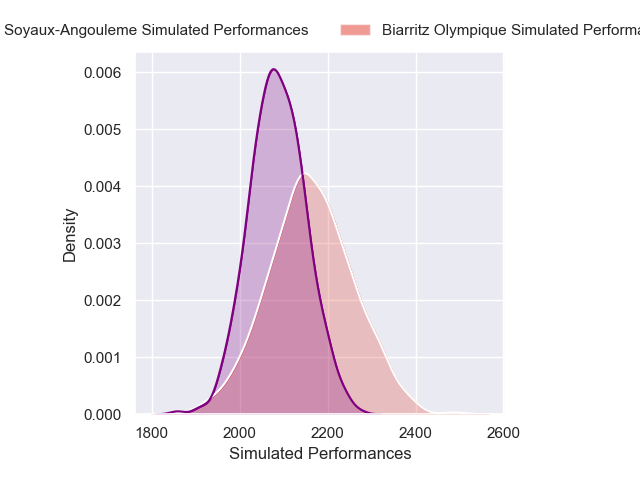 Soyaux-Angouleme Simulated Performances
Biarritz Olympique Simulated
0.006
0.005
0.004
0.003
0.002
0.001
0.000
Density
1800 2000 2200 2400 2600
Simulated Performances